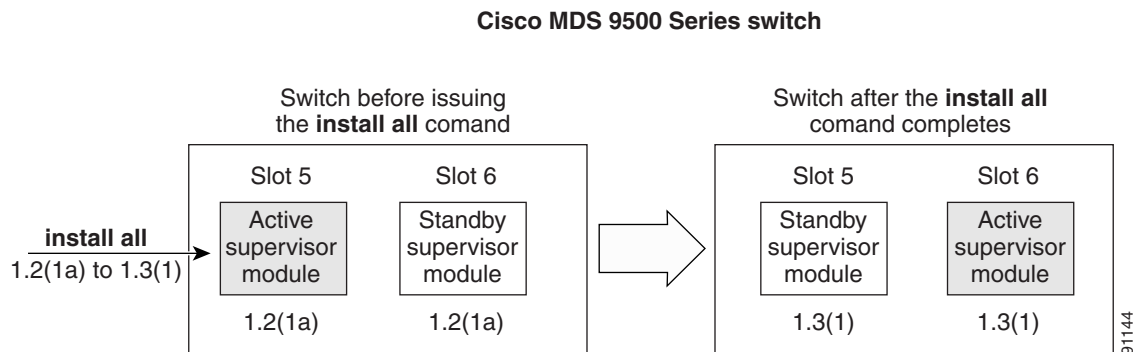 Cisco MDS 9500 Series switch
Switch before issuing
the install all comand
Switch after the install all
comand completes
install all
1.2(1a) to 1.3(1)
Slot 5
Active
supervisor
module
1.2(1a)
Slot 6
Standby
supervisor
module
1.2(1a)
Slot 5
Standby
supervisor
module
1.3(1)
Slot 6
Active
supervisor
module
1.3(1)
91144